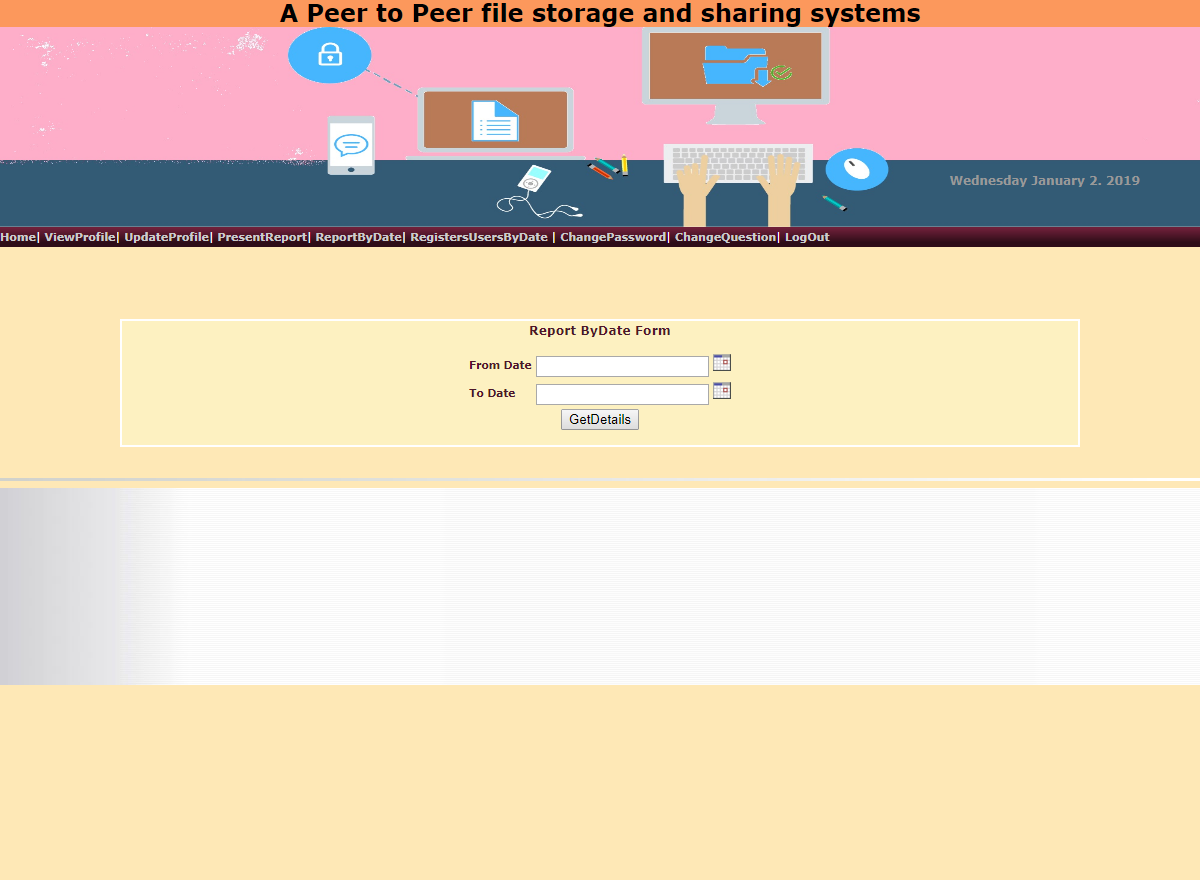 A Peer to Peer file storage and sharing systems
Wednesday January 2. 2019
Home| ViewProfile| UpdateProfile| PresentReport| ReportByDate| RegistersUsersByDate | ChangePassword| ChangeQuestion| LogOut
Report ByDate Form
From Date
To Date
GetDetails